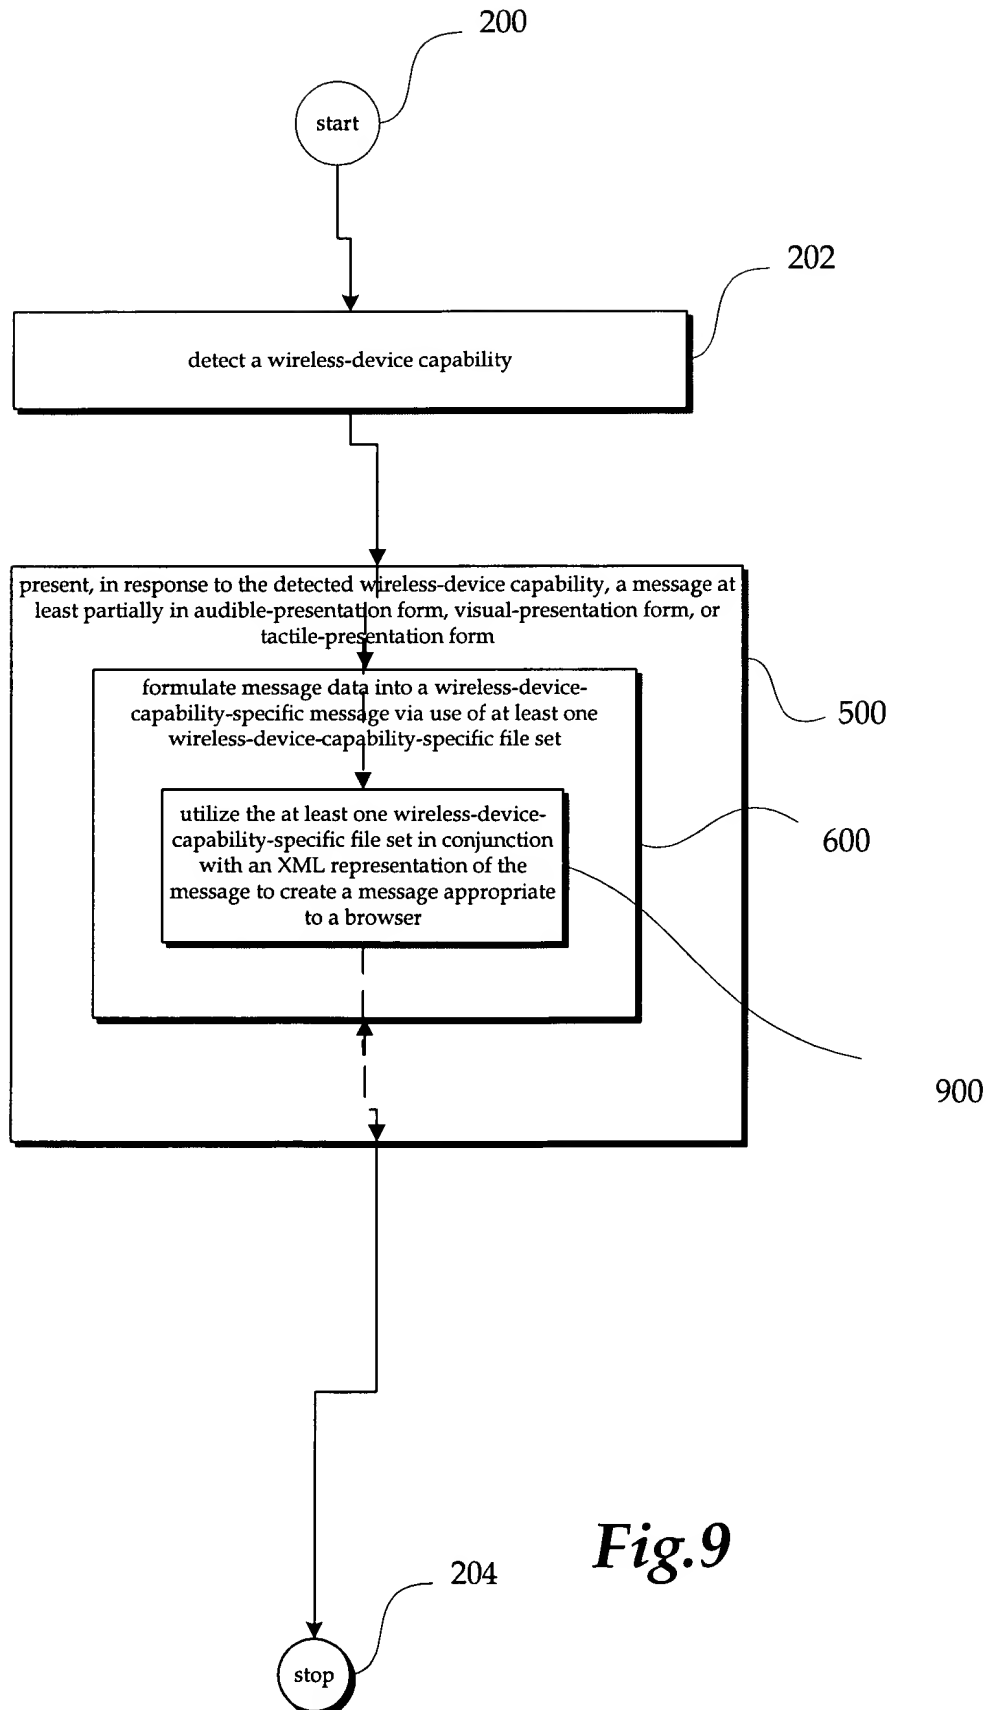 200
start
202
detect a wireless-device capability
present, in response to the detected wireless-device capability, a message at
least partially in audible-presentation form, visual-presentation form, or
tactile-presentation form
formulate message data into a wireless-device-
capability-specific message via use of at least one
wireless-device-capability-specific file set
500
utilize the at least one wireless-device-
capability-specific file set in conjunction
with an XML representation of the
message to create a message appropriate
to a browser
600
900
Fig.9
204
stop